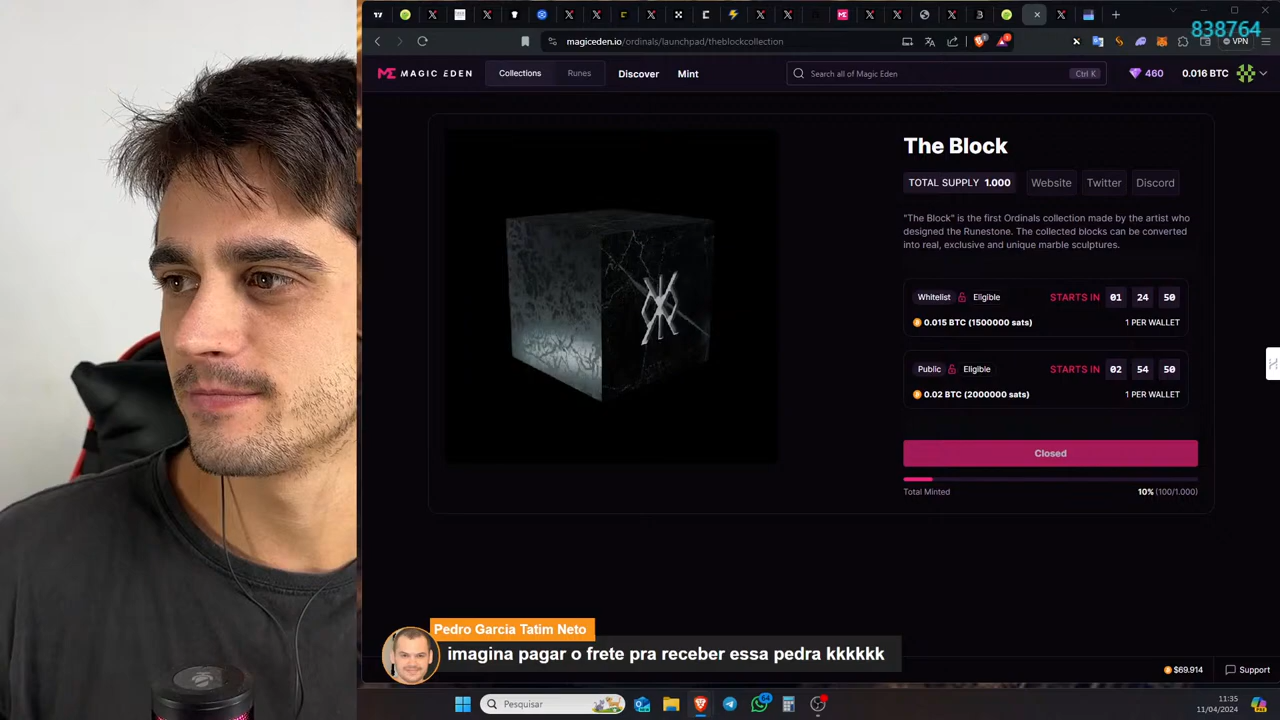 838764
magiceden.io/ordinals/launchpad/theblockcollection
VPN
MAGIC EDEN
Collections
Runes
Discover
Mint
Search all of Magic Eden
Ctrl K
460
0.016 BTC
The Block
TOTAL SUPPLY 1.000
Website
Twitter
Discord
"The Block" is the first Ordinals collection made by the artist who
designed the Runestone. The collected blocks can be converted
into real, exclusive and unique marble sculptures.
Whitelist
Eligible
STARTS IN 01 24 50
0.015 BTC (1500000 sats)
1 PER WALLET
Public
Eligible
STARTS IN 02 54 50
0.02 BTC (2000000 sats)
1 PER WALLET
Closed
Total Minted
10% (100/1.000)
Pedro Garcia Tatim Neto
imagina pagar o frete pra receber essa pedra kkkkkk
$69,914
Support
Pesquisar
64
11:35
11/04/2024